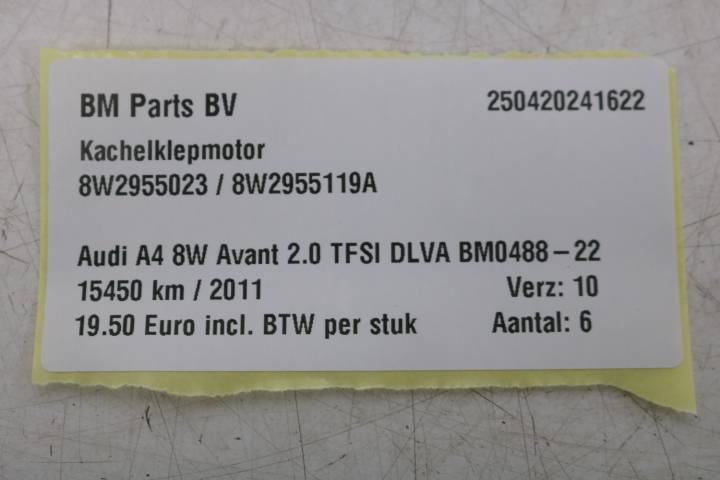 BM Parts BV 250420241622
Kachelklepmotor
8W2955023 / 8W2955119A
Audi A4 8W Avant 2.0 TFSI DLVA BM0488-22
15450 km / 2011 Verz: 10
19.50 Euro incl. BTW per stuk Aantal: 6